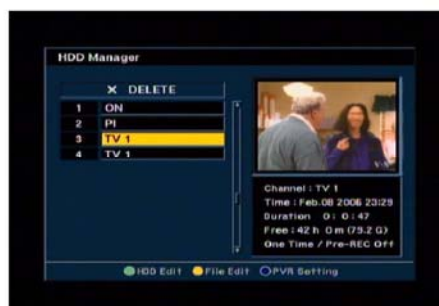 HDD Manager
X DELETE
1 ON
2 PI
3 TV 1
4 TV 1
Channel : TV 1
Time : Feb.08 2006 23:29
Duration 0: 0:47
Free : 42 h 0 m (79.2 G)
One Time / Pre-REC Off
HDD Edit File Edit PVR Setting